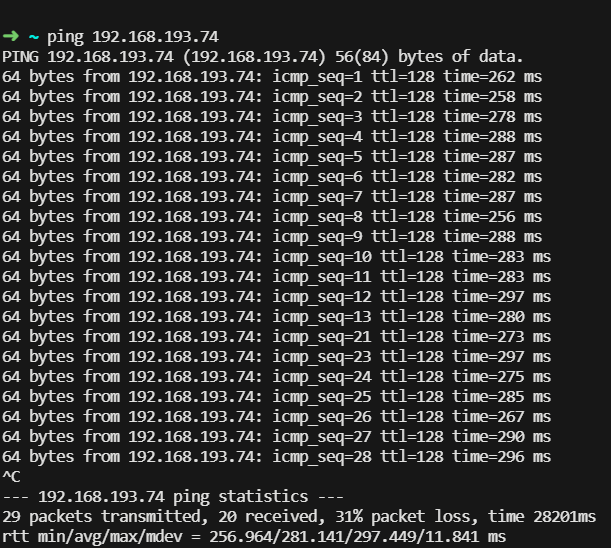 ➜ ~ ping 192.168.193.74
PING 192.168.193.74 (192.168.193.74) 56(84) bytes of data.
64 bytes from 192.168.193.74: icmp_seq=1 ttl=128 time=262 ms
64 bytes from 192.168.193.74: icmp_seq=2 ttl=128 time=258 ms
64 bytes from 192.168.193.74: icmp_seq=3 ttl=128 time=278 ms
64 bytes from 192.168.193.74: icmp_seq=4 ttl=128 time=288 ms
64 bytes from 192.168.193.74: icmp_seq=5 ttl=128 time=287 ms
64 bytes from 192.168.193.74: icmp_seq=6 ttl=128 time=282 ms
64 bytes from 192.168.193.74: icmp_seq=7 ttl=128 time=287 ms
64 bytes from 192.168.193.74: icmp_seq=8 ttl=128 time=256 ms
64 bytes from 192.168.193.74: icmp_seq=9 ttl=128 time=288 ms
64 bytes from 192.168.193.74: icmp_seq=10 ttl=128 time=283 ms
64 bytes from 192.168.193.74: icmp_seq=11 ttl=128 time=283 ms
64 bytes from 192.168.193.74: icmp_seq=12 ttl=128 time=297 ms
64 bytes from 192.168.193.74: icmp_seq=13 ttl=128 time=280 ms
64 bytes from 192.168.193.74: icmp_seq=21 ttl=128 time=273 ms
64 bytes from 192.168.193.74: icmp_seq=23 ttl=128 time=297 ms
64 bytes from 192.168.193.74: icmp_seq=24 ttl=128 time=275 ms
64 bytes from 192.168.193.74: icmp_seq=25 ttl=128 time=285 ms
64 bytes from 192.168.193.74: icmp_seq=26 ttl=128 time=267 ms
64 bytes from 192.168.193.74: icmp_seq=27 ttl=128 time=290 ms
64 bytes from 192.168.193.74: icmp_seq=28 ttl=128 time=296 ms
^C
--- 192.168.193.74 ping statistics ---
29 packets transmitted, 20 received, 31% packet loss, time 28201ms
rtt min/avg/max/mdev = 256.964/281.141/297.449/11.841 ms